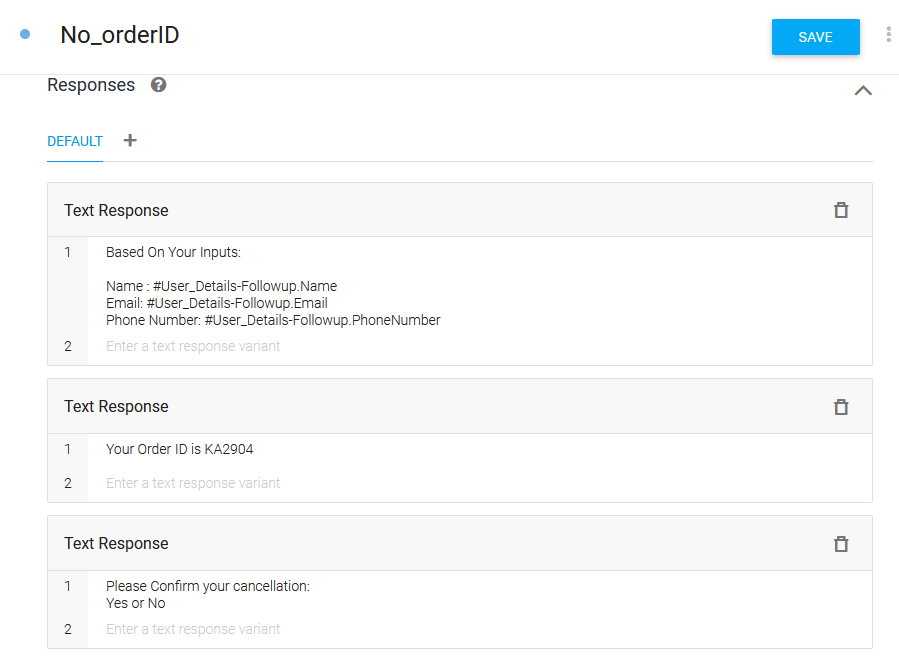 No_orderID
SAVE
Responses
DEFAULT
Text Response
1 Based On Your Inputs:
Name : #User_Details-Followup.Name
Email: #User_Details-Followup.Email
Phone Number: #User_Details-Followup.PhoneNumber
2 Enter a text response variant
Text Response
1 Your Order ID is KA2904
2 Enter a text response variant
Text Response
1 Please Confirm your cancellation:
Yes or No
2 Enter a text response variant